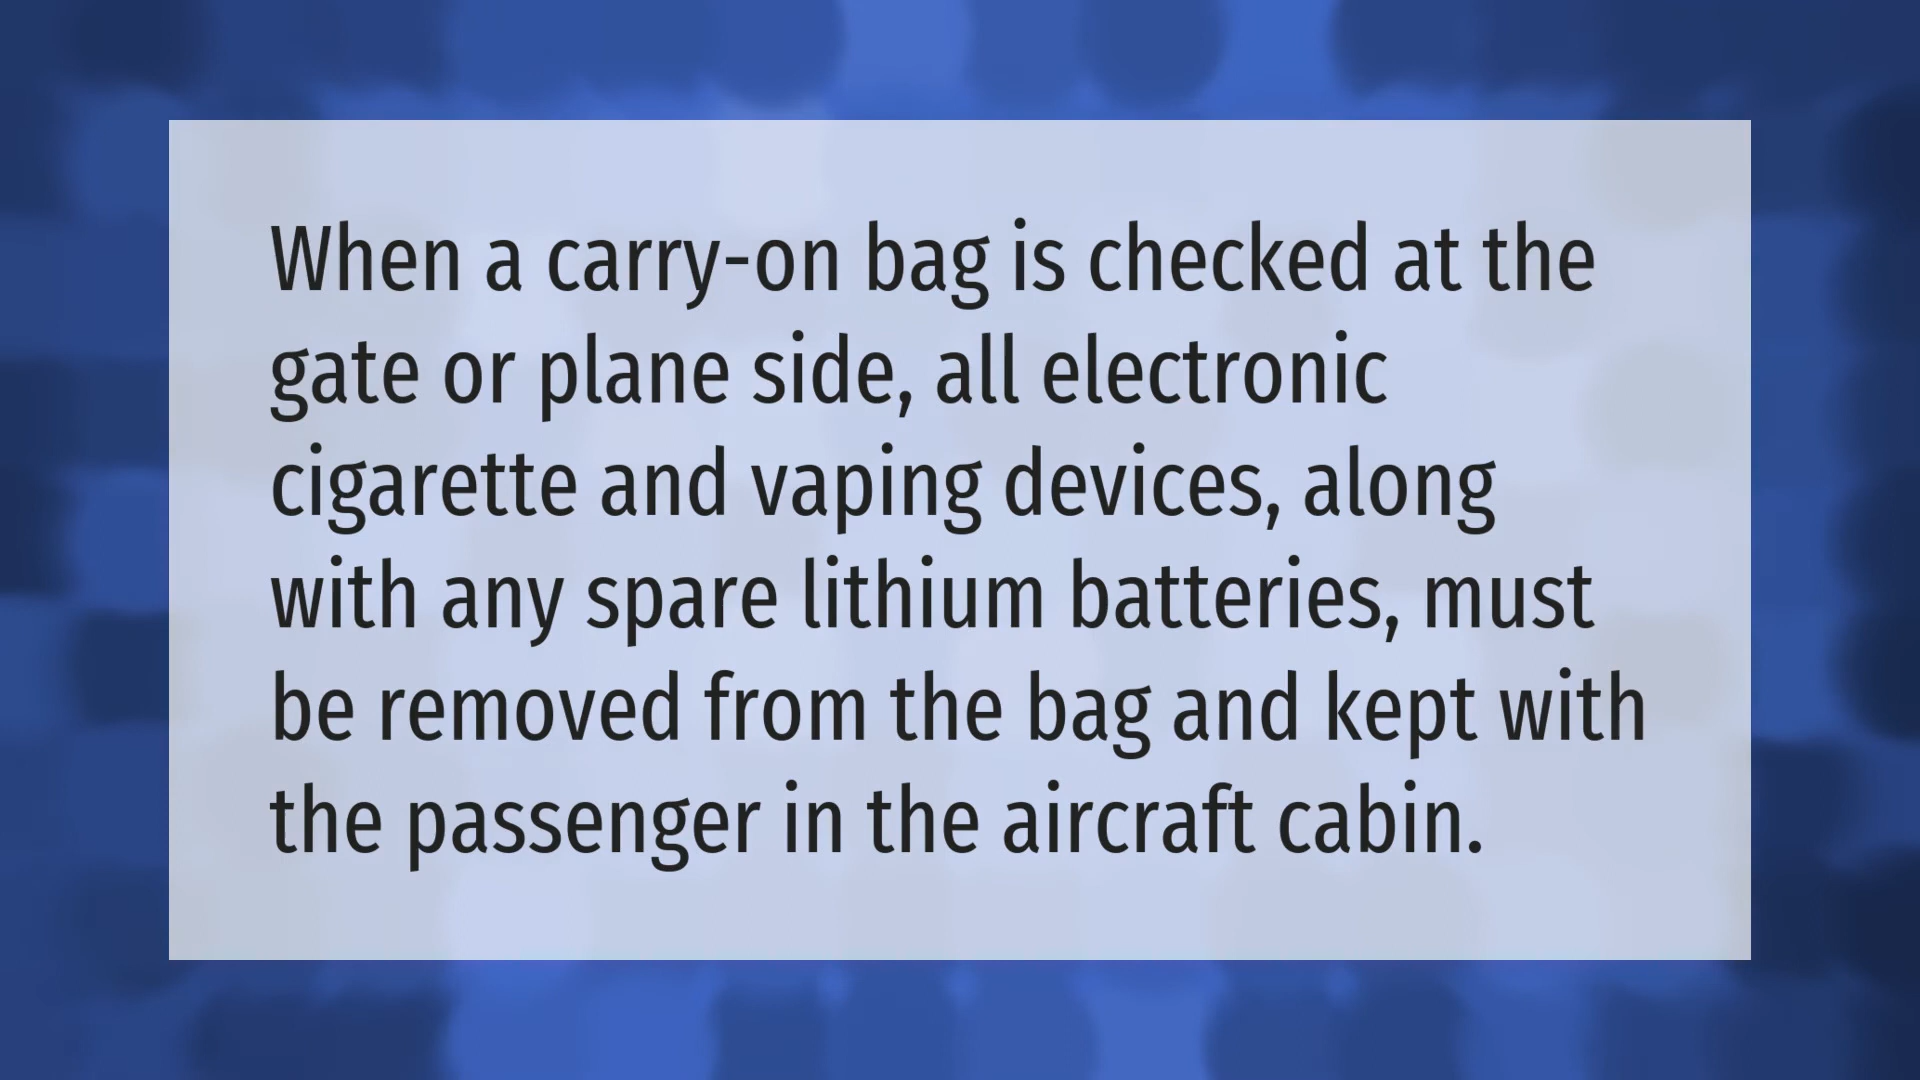 When a carry-on bag is checked at the
gate or plane side, all electronic
cigarette and vaping devices, along
with any spare lithium batteries, must
be removed from the bag and kept with
the passenger in the aircraft cabin.